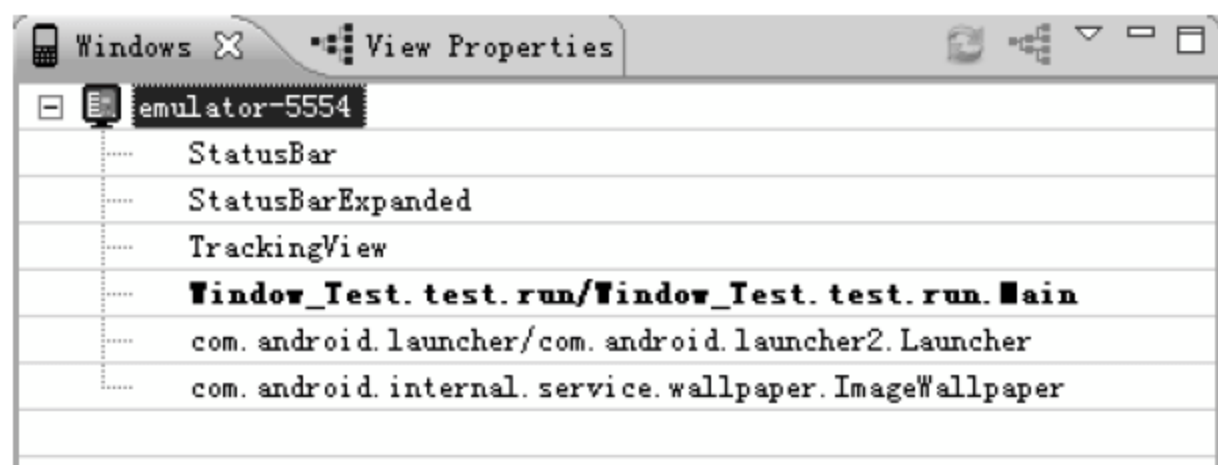 Windows View Properties
emulator-5554
StatusBar
StatusBarExpanded
TrackingView
Window_Test.test.run/Window_Test.test.run.Main
com.android.launcher/com.android.launcher2.Launcher
com.android.internal.service.wallpaper.ImageWallpaper